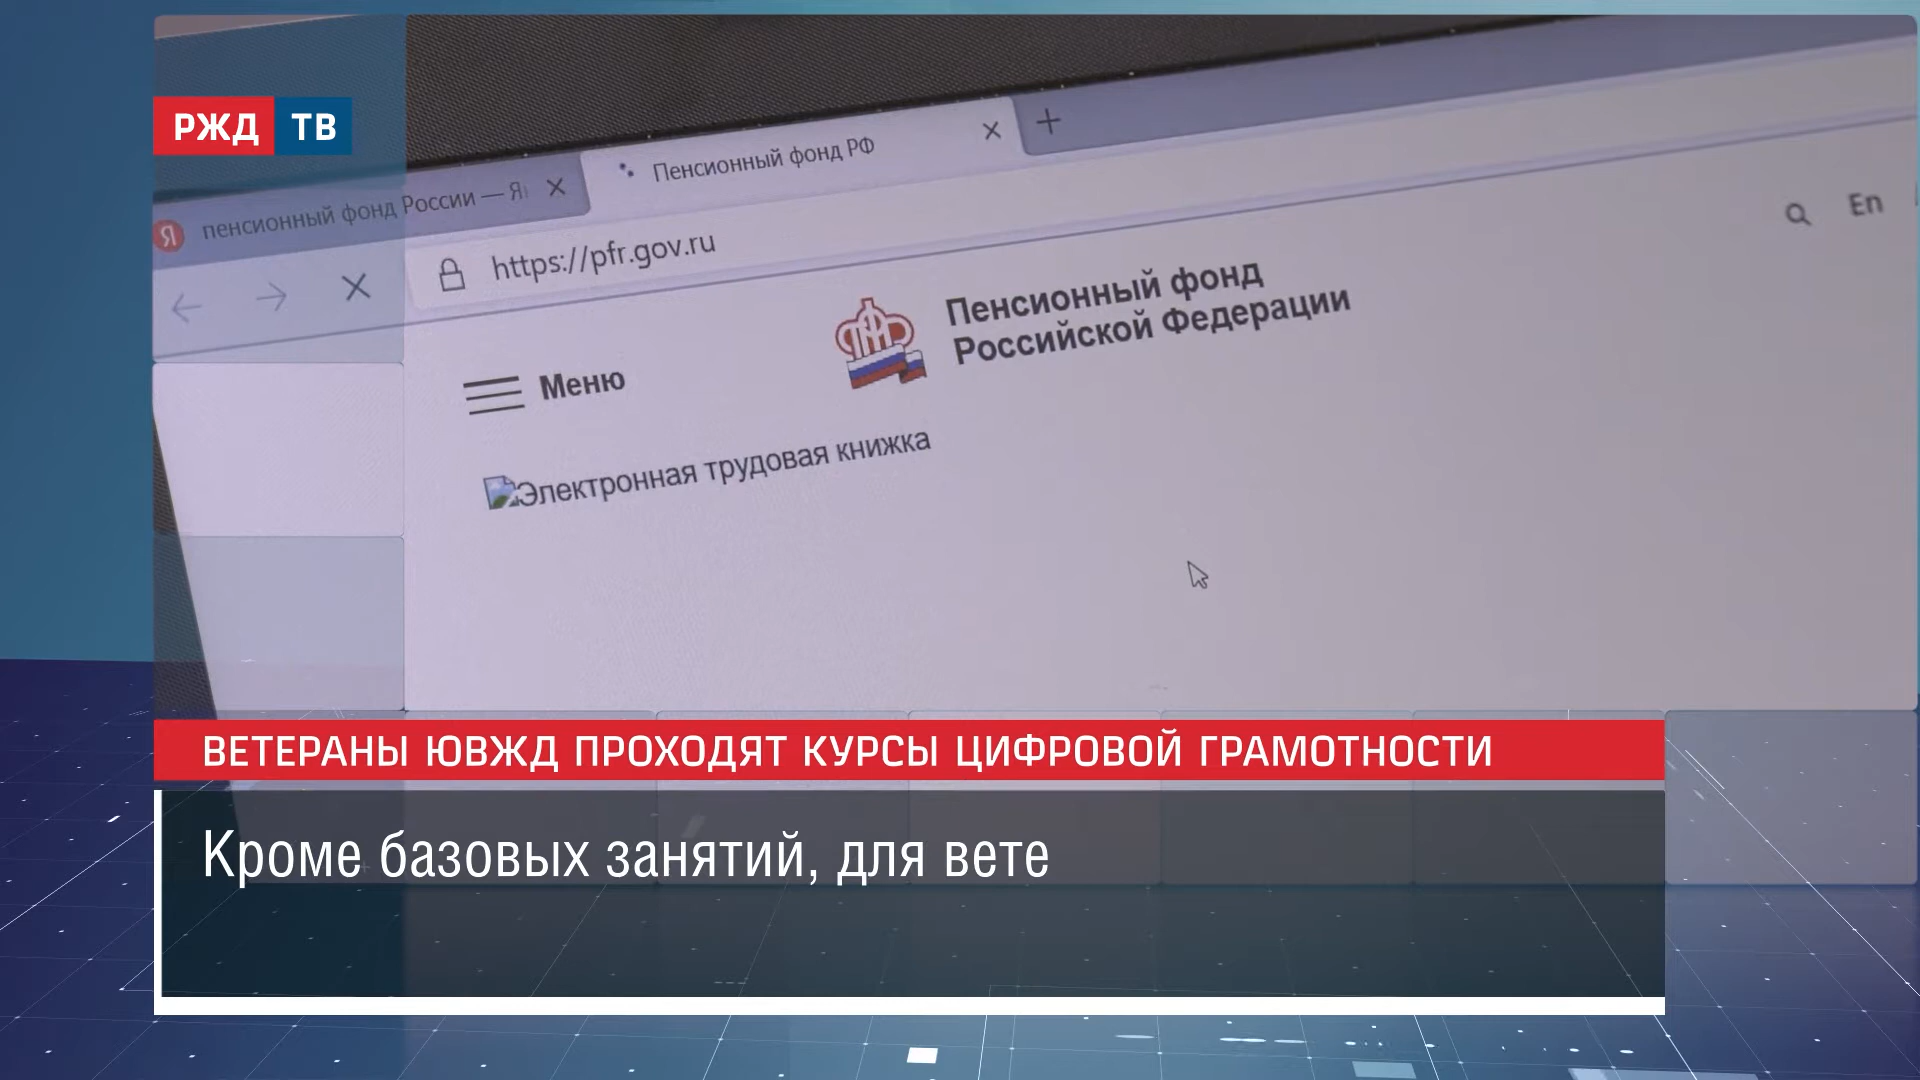 РЖД ТВ
пенсионный фонд России — Я
Пенсионный фонд РФ
https://pfr.gov.ru
En
Меню
Пенсионный фонд
Российской Федерации
Электронная трудовая книжка
ВЕТЕРАНЫ ЮВЖД ПРОХОДЯТ КУРСЫ ЦИФРОВОЙ ГРАМОТНОСТИ
Кроме базовых занятий, для вете